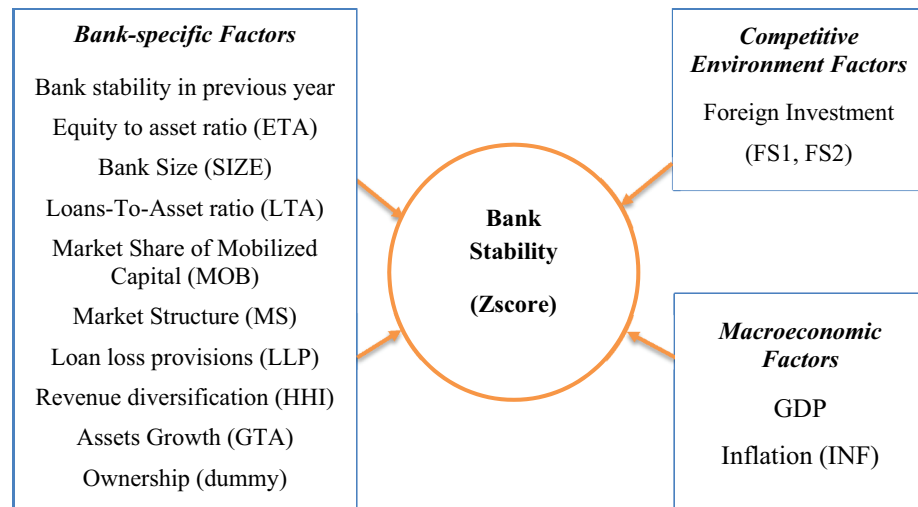 Bank-specific Factors
Bank stability in previous year
Equity to asset ratio (ETA)
Bank Size (SIZE)
Loans-To-Asset ratio (LTA)
Market Share of Mobilized
Capital (MOB)
Market Structure (MS)
Loan loss provisions (LLP)
Revenue diversification (HHI)
Assets Growth (GTA)
Ownership (dummy)
Bank
Stability
(Zscore)
Competitive
Environment Factors
Foreign Investment
(FS1, FS2)
Macroeconomic
Factors
GDP
Inflation (INF)